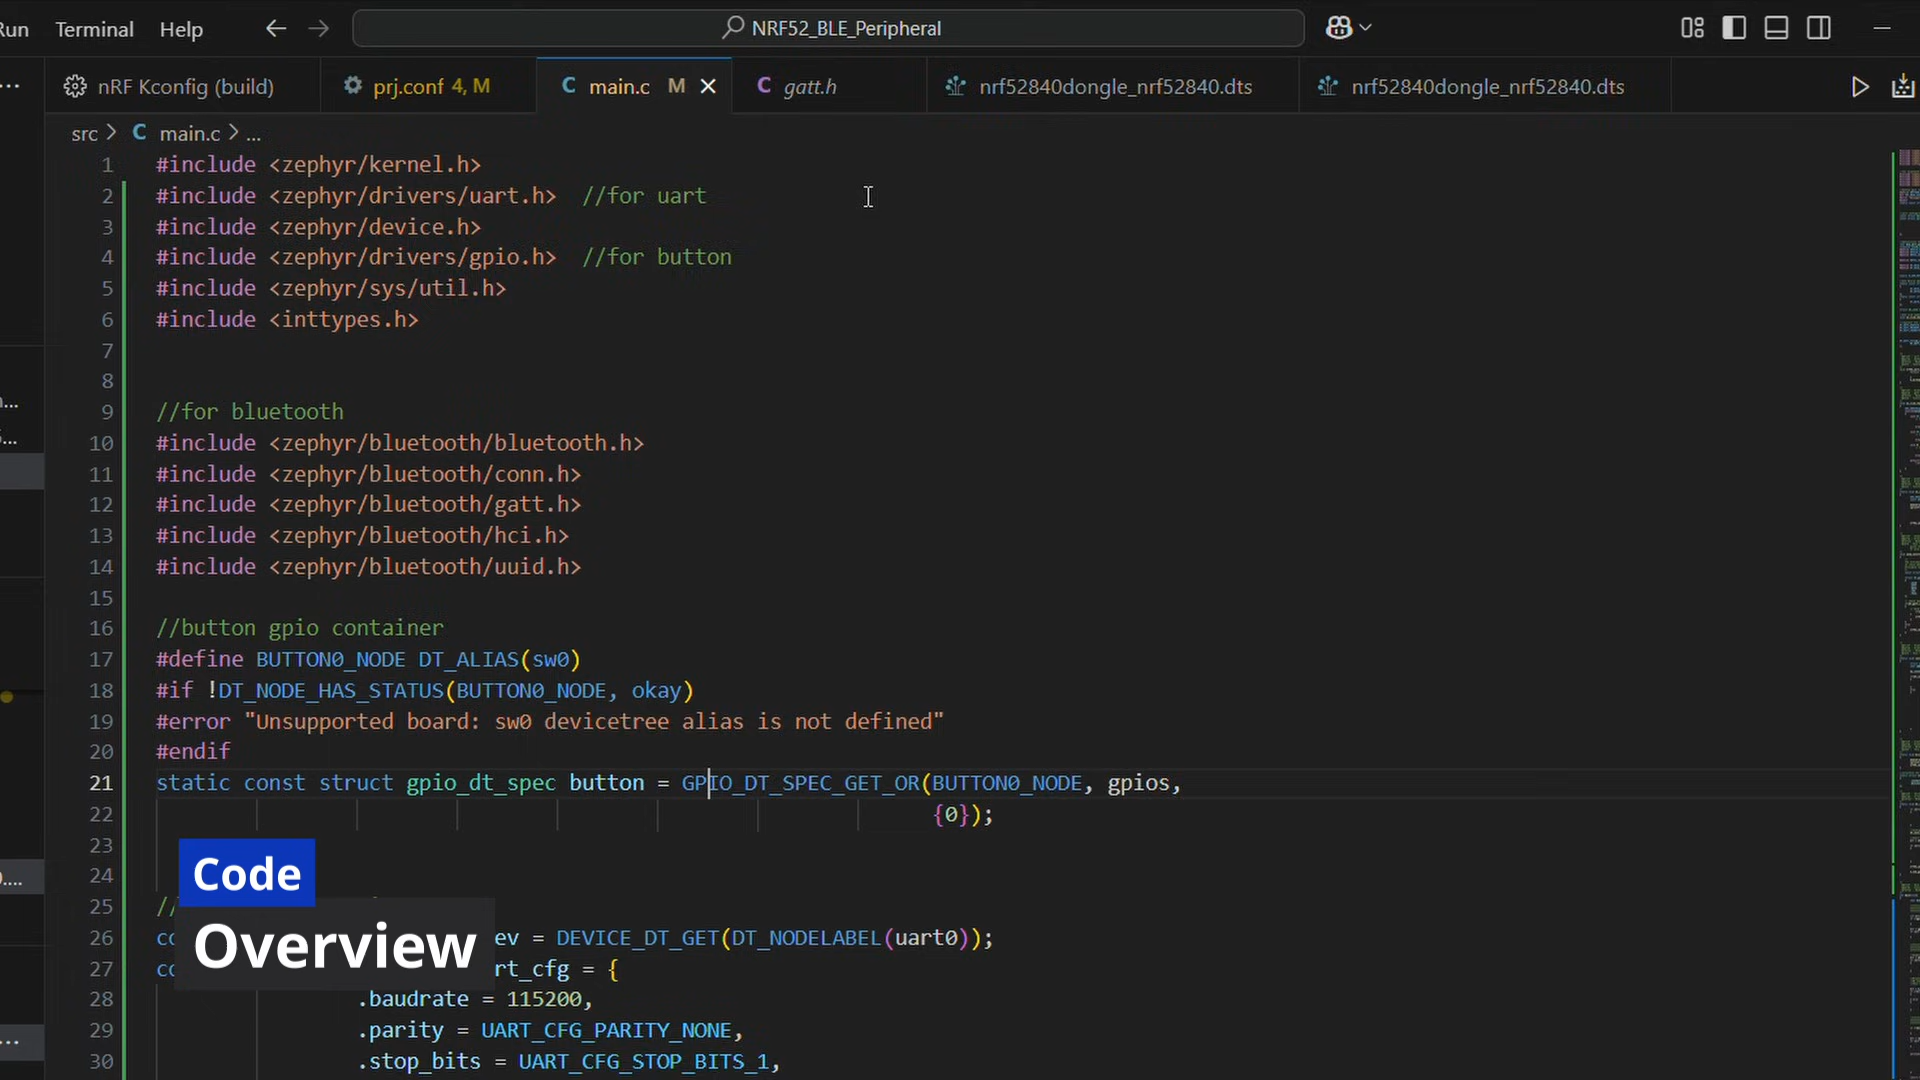 Run Terminal Help NRF52_BLE_Peripheral
nRF Kconfig (build) prj.conf 4, M main.c M gatt.h nrf52840dongle_nrf52840.dts nrf52840dongle_nrf52840.dts
src > C main.c > ...
1 #include <zephyr/kernel.h>
2 #include <zephyr/drivers/uart.h> //for uart
3 #include <zephyr/device.h>
4 #include <zephyr/drivers/gpio.h> //for button
5 #include <zephyr/sys/util.h>
6 #include <inttypes.h>
7
8
9 //for bluetooth
10 #include <zephyr/bluetooth/bluetooth.h>
11 #include <zephyr/bluetooth/conn.h>
12 #include <zephyr/bluetooth/gatt.h>
13 #include <zephyr/bluetooth/hci.h>
14 #include <zephyr/bluetooth/uuid.h>
15
16 //button gpio container
17 #define BUTTON0_NODE DT_ALIAS(sw0)
18 #if !DT_NODE_HAS_STATUS(BUTTON0_NODE, okay)
19 #error "Unsupported board: sw0 devicetree alias is not defined"
20 #endif
21 static const struct gpio_dt_spec button = GPIO_DT_SPEC_GET_OR(BUTTON0_NODE, gpios,
22 {0});
23
24
25 //
26 ev = DEVICE_DT_GET(DT_NODELABEL(uart0));
27 rt_cfg = {
28 .baudrate = 115200,
29 .parity = UART_CFG_PARITY_NONE,
30 .stop_bits = UART_CFG_STOP_BITS_1,
Code
Overview